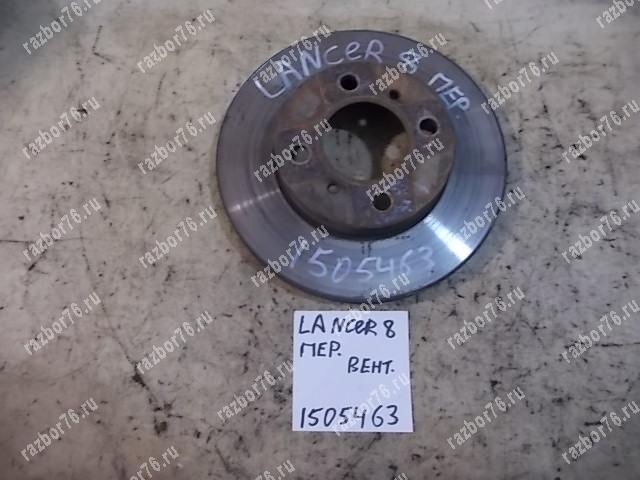 LANCER 8 ПЕР.
1505463
LANCER 8
ПЕР.
ВЕНТ.
1505463
razbor76.ru